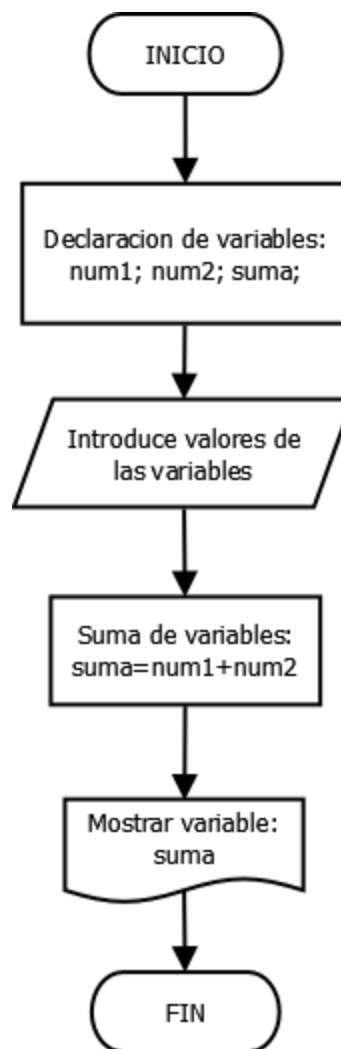 INICIO
Declaracion de variables:
num1; num2; suma;
Introduce valores de
las variables
Suma de variables:
suma=num1+num2
Mostrar variable:
suma
FIN